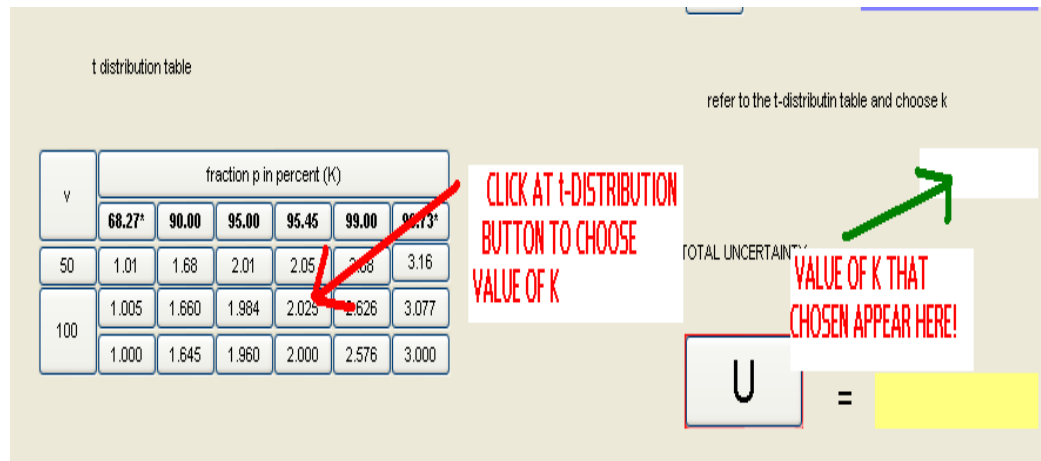 t distribution table
refer to the t-distributin table and choose k
v
fraction p in percent (K)
68.27* 90.00 95.00 95.45 99.00
50 1.01 1.68 2.01 2.05 3.16
100
1.005 1.660 1.984 2.025 2.626 3.077
1.000 1.645 1.960 2.000 2.576 3.000
CLICK AT t-DISTRIBUTION
BUTTON TO CHOOSE
VALUE OF K
TOTAL UNCERTAINTY
VALUE OF K THAT
CHOSEN APPEAR HERE!
U =